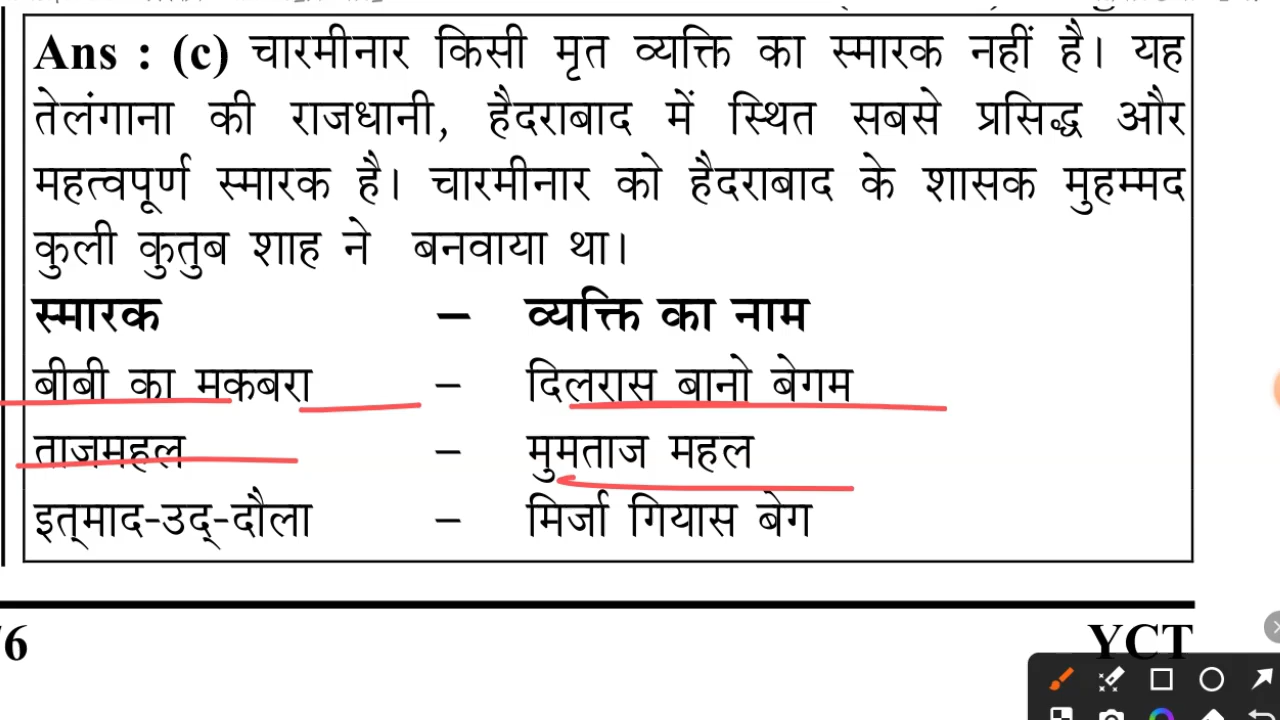 Ans : (c) चारमीनार किसी मृत व्यक्ति का स्मारक नहीं है। यह
तेलंगाना की राजधानी, हैदराबाद में स्थित सबसे प्रसिद्ध और
महत्वपूर्ण स्मारक है। चारमीनार को हैदराबाद के शासक मुहम्मद
कुली कुतुब शाह ने बनवाया था।
स्मारक – व्यक्ति का नाम
बीबी का मकबरा – दिलरास बानो बेगम
ताजमहल – मुमताज महल
इत्माद-उद्-दौला – मिर्जा गियास बेग
YCT